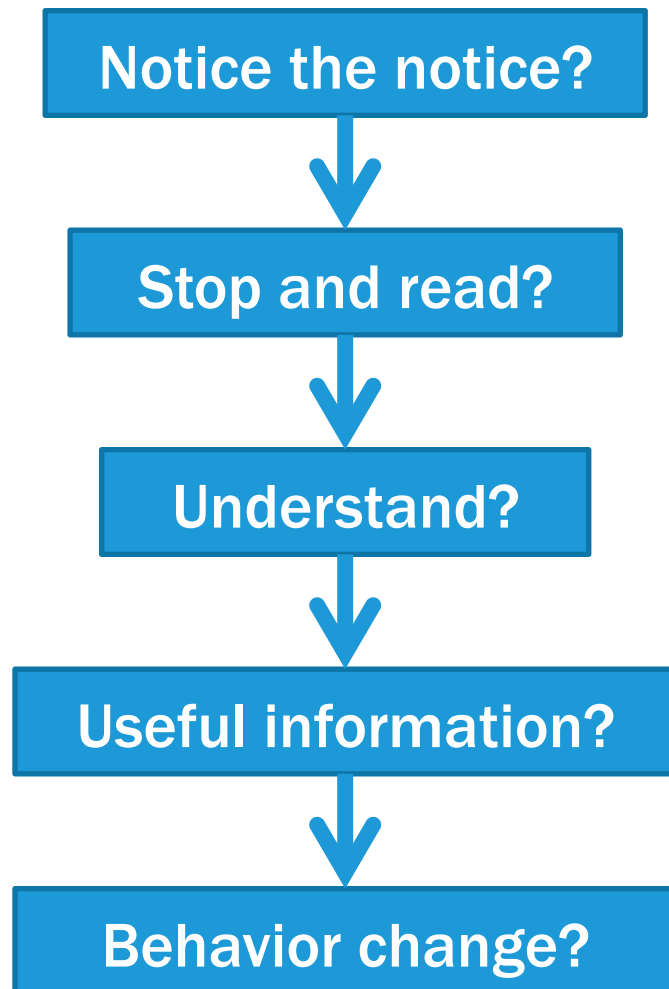 Notice the notice?
Stop and read?
Understand?
Useful information?
Behavior change?